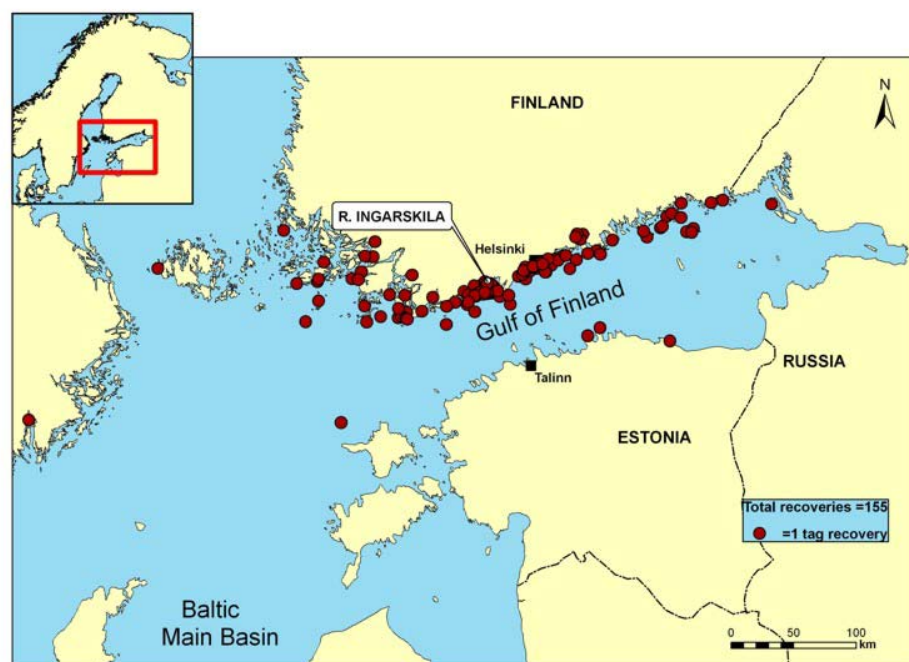 FINLAND
N
R. INGARSKILA
Helsinki
Gulf of Finland
Talinn
RUSSIA
ESTONIA
Total recoveries =155
=1 tag recovery
Baltic
Main Basin
0 25 50 100
km